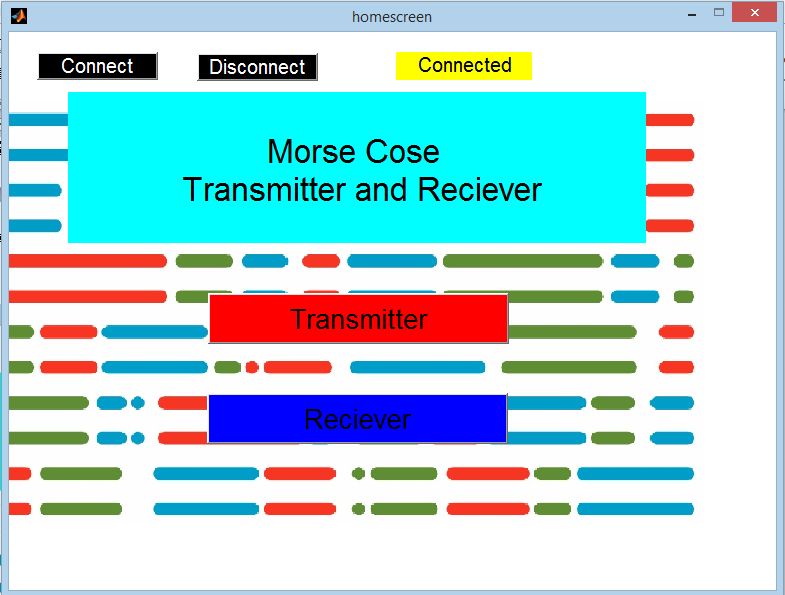 homescreen
Connect
Disconnect
Connected
Morse Cose
Transmitter and Reciever
Transmitter
Reciever